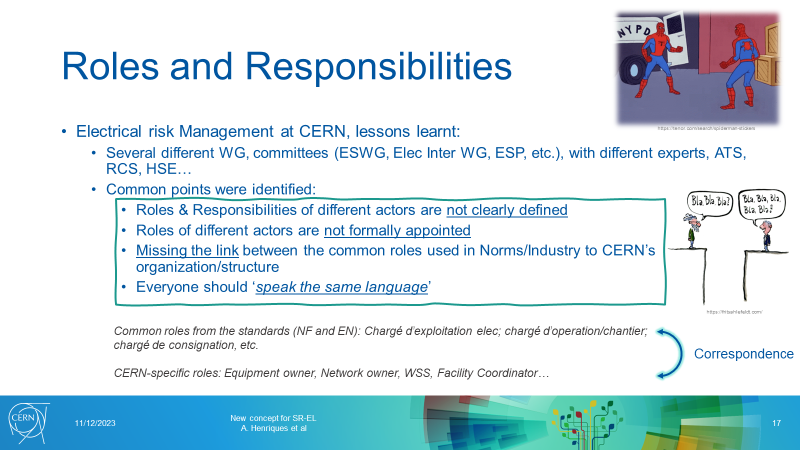 NYPD
Roles and Responsibilities
https://tenor.com/search/spiderman-stickers
• Electrical risk Management at CERN, lessons learnt:
• Several different WG, committees (ESWG, Elec Inter WG, ESP, etc.), with different experts, ATS,
RCS, HSE…
• Common points were identified:
• Roles & Responsibilities of different actors are not clearly defined
• Roles of different actors are not formally appointed
• Missing the link between the common roles used in Norms/Industry to CERN’s
organization/structure
• Everyone should ‘speak the same language’
Bla, Bla, Bla?
Bla, Bla, Bla,
Bla, Bla!
Common roles from the standards (NF and EN): Chargé d’exploitation elec; chargé d’operation/chantier;
chargé de consignation, etc.
Correspondence
CERN-specific roles: Equipment owner, Network owner, WSS, Facility Coordinator…
CERN
11/12/2023
New concept for SR-EL
A. Henriques et al
17